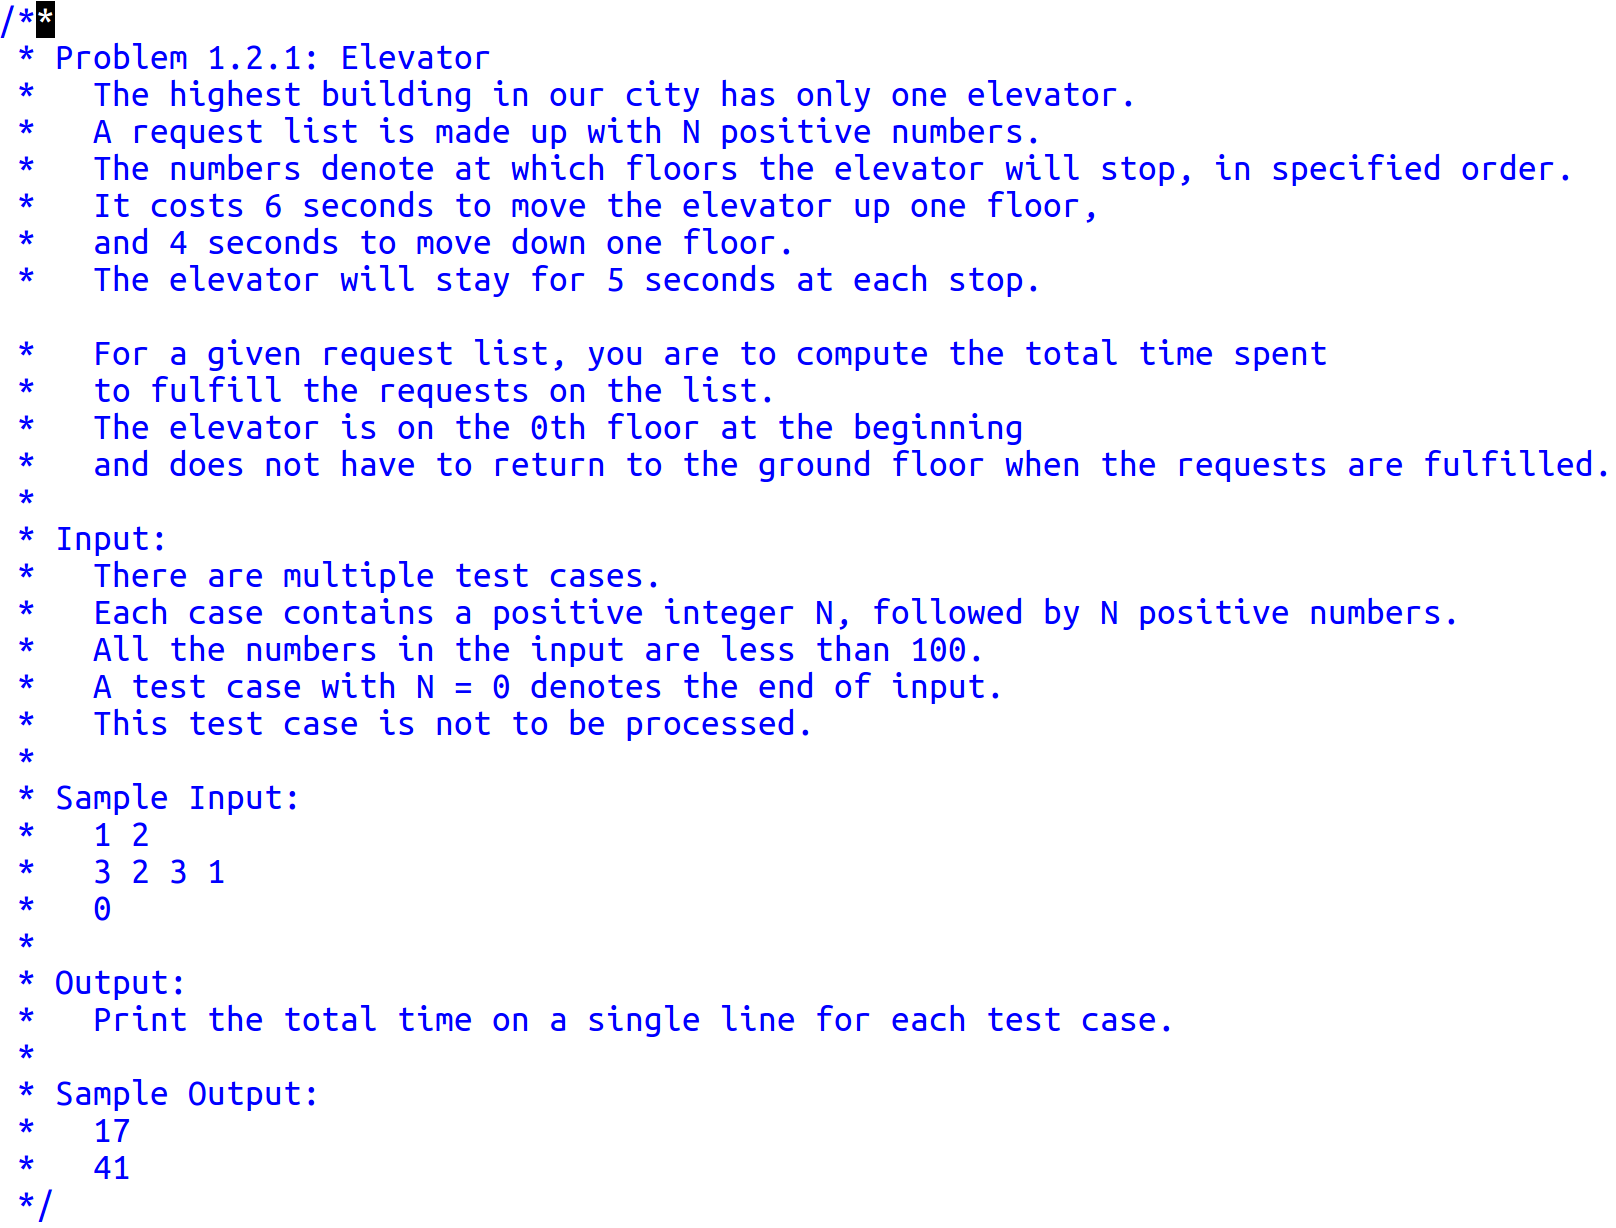 /**
 * Problem 1.2.1: Elevator
 *   The highest building in our city has only one elevator.
 *   A request list is made up with N positive numbers.
 *   The numbers denote at which floors the elevator will stop, in specified order.
 *   It costs 6 seconds to move the elevator up one floor,
 *   and 4 seconds to move down one floor.
 *   The elevator will stay for 5 seconds at each stop.

 *   For a given request list, you are to compute the total time spent
 *   to fulfill the requests on the list.
 *   The elevator is on the 0th floor at the beginning
 *   and does not have to return to the ground floor when the requests are fulfilled.
 *
 * Input:
 *   There are multiple test cases.
 *   Each case contains a positive integer N, followed by N positive numbers.
 *   All the numbers in the input are less than 100.
 *   A test case with N = 0 denotes the end of input.
 *   This test case is not to be processed.
 *
 * Sample Input:
 *   1 2
 *   3 2 3 1
 *   0
 *
 * Output:
 *   Print the total time on a single line for each test case.
 *
 * Sample Output:
 *   17
 *   41
 */